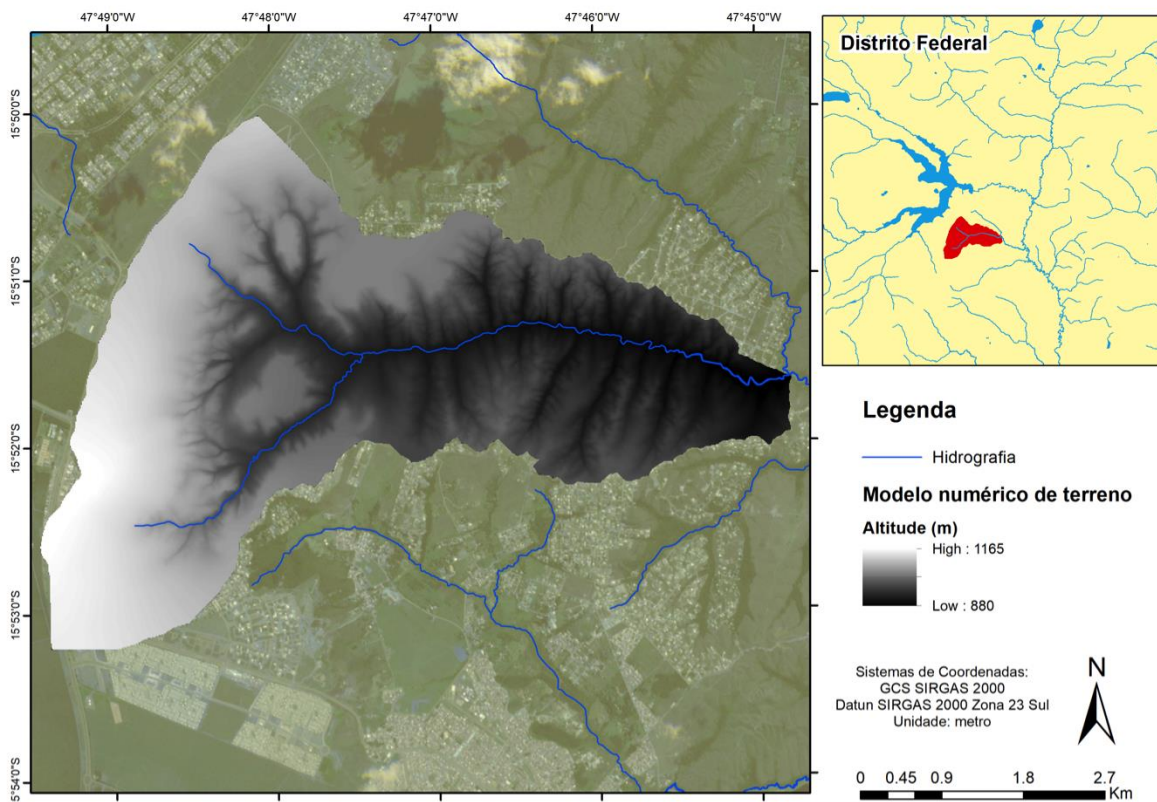 47°49'0"S
47°48'0"S
47°47'0"S
47°46'0"S
47°45'0"S
15°50'0"S
15°51'0"S
15°52'0"S
15°53'0"S
5°54'0"S
Distrito Federal
Legenda
Hidrografia
Modelo numérico de terreno
Altitude (m)
High : 1165
Low : 880
Sistemas de Coordenadas:
GCS SIRGAS 2000
Datun SIRGAS 2000 Zona 23 Sul
Unidade: metro
N
0 0.45 0.9 1.8 2.7
Km